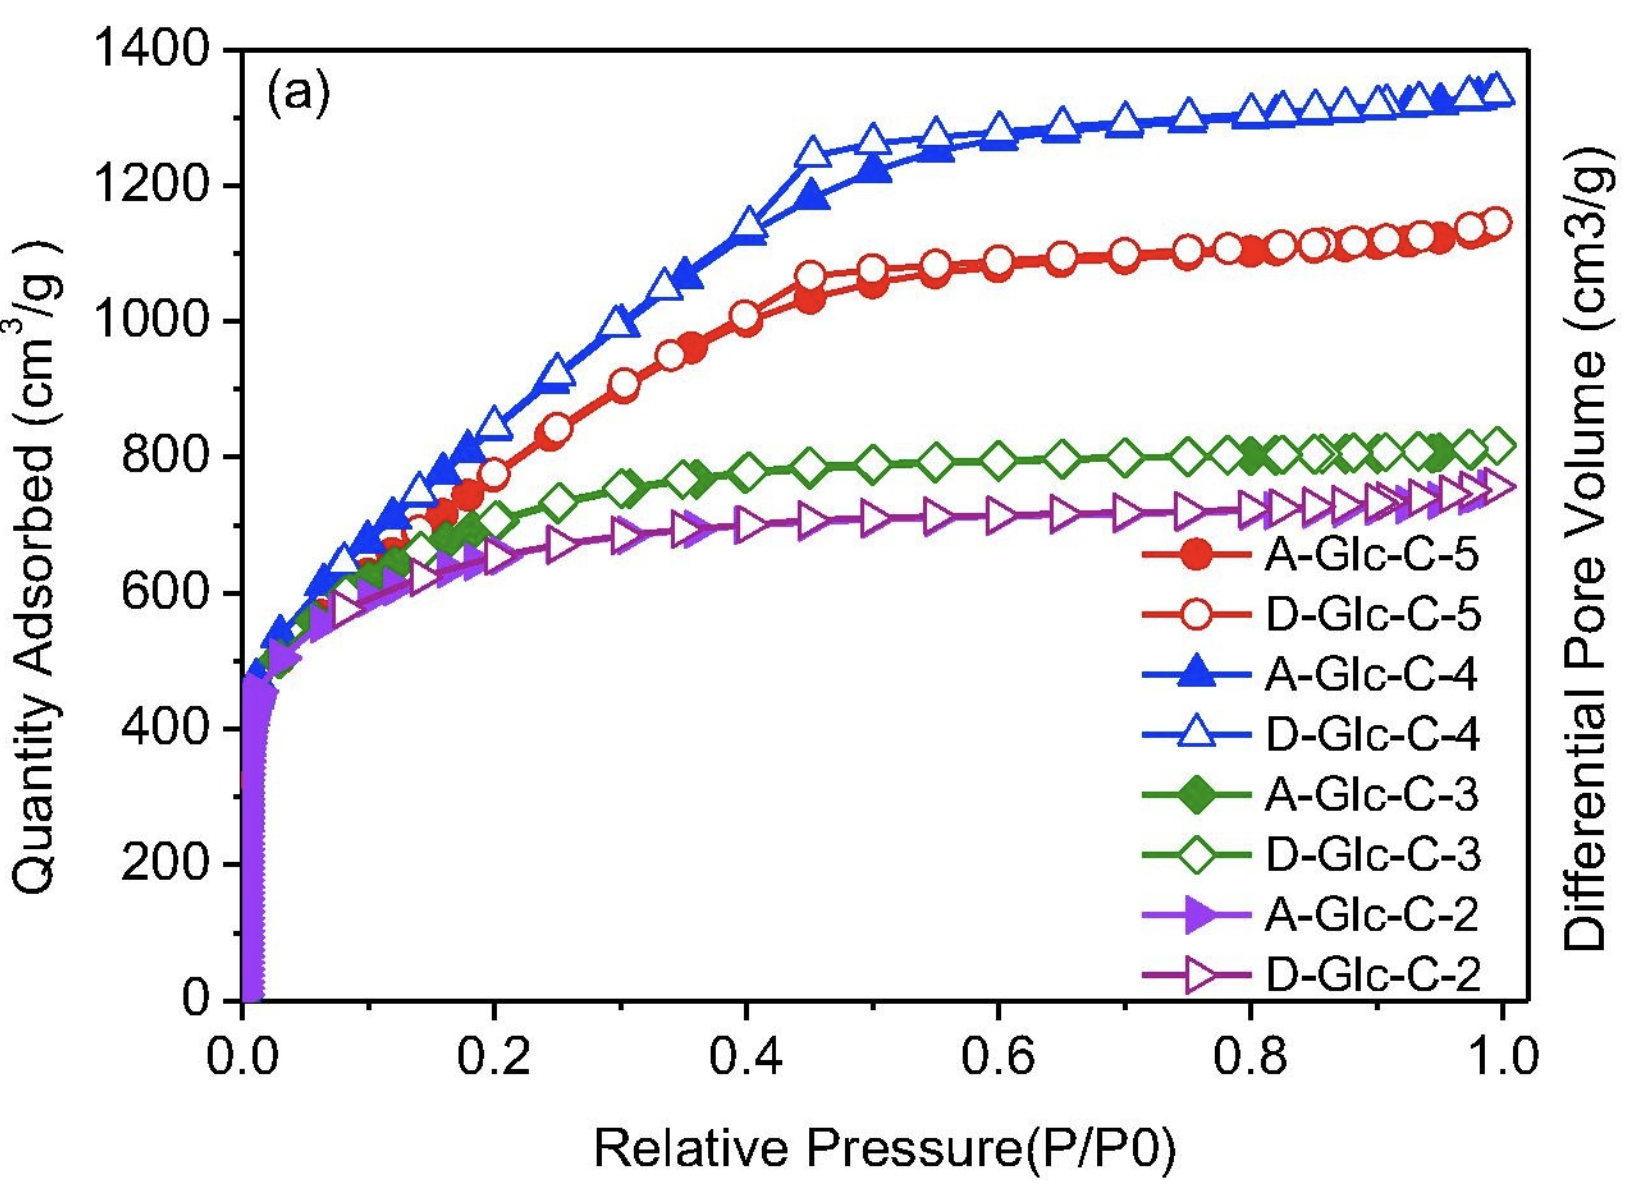 (a)
1400
1200
1000
800
600
400
200
0
0.0 0.2 0.4 0.6 0.8 1.0
Quantity Adsorbed (cm³/g )
Relative Pressure(P/P0)
Differential Pore Volume (cm3/g)
A-Glc-C-5
D-Glc-C-5
A-Glc-C-4
D-Glc-C-4
A-Glc-C-3
D-Glc-C-3
A-Glc-C-2
D-Glc-C-2